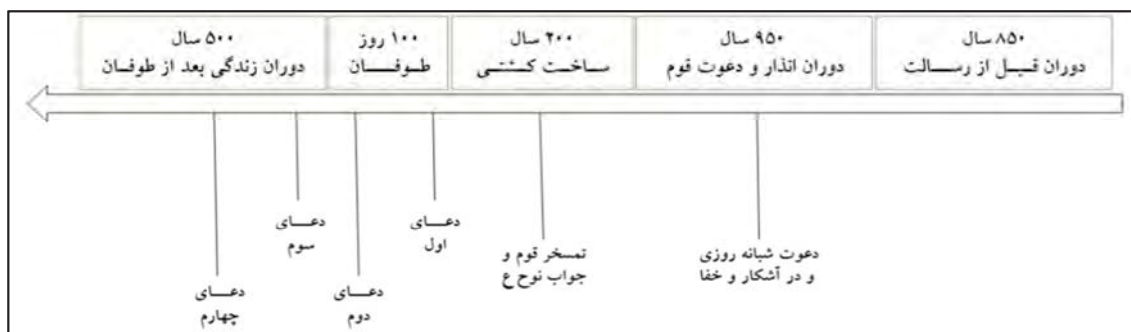 ۸۵۰ سال
دوران قبل از رسالت
۹۵۰ سال
دوران انذار و دعوت قوم
۲۰۰ سال
ساخت کشتی
۱۰۰ روز
طوفان
۵۰۰ سال
دوران زندگی بعد از طوفان
دعوت شبانه روزی
و در آشکار و خفا
تمسخر قوم و
جواب نوح ع
دعای
اول
دعای
دوم
دعای
سوم
دعای
چهارم